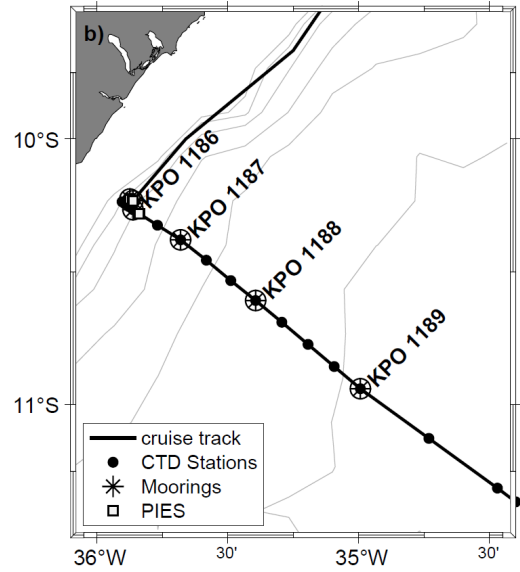 b)
10°S
KPO 1186
KPO 1187
KPO 1188
KPO 1189
11°S
cruise track
CTD Stations
Moorings
PIES
36°W
30'
35°W
30'